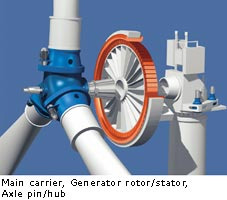 Main carrier, Generator rotor/stator,
Axle pin/hub